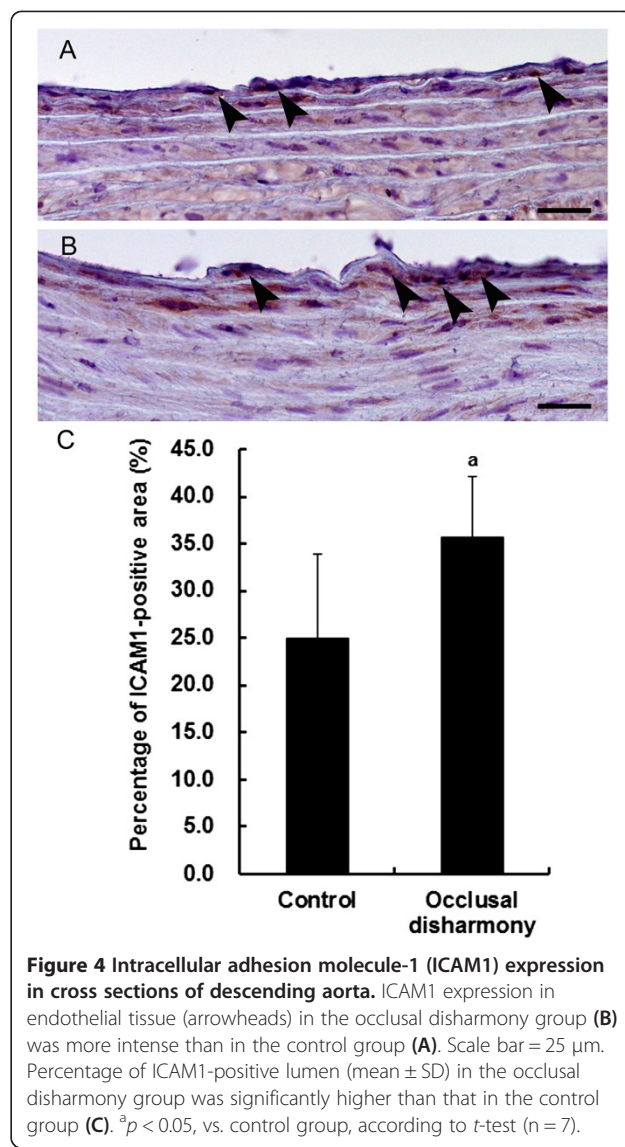 A
B
C
Percentage of ICAM1-positive area (%)
45.0
40.0
35.0
30.0
25.0
20.0
15.0
10.0
5.0
0.0
a
Control
Occlusal
disharmony
Figure 4 Intracellular adhesion molecule-1 (ICAM1) expression
in cross sections of descending aorta. ICAM1 expression in
endothelial tissue (arrowheads) in the occlusal disharmony group (B)
was more intense than in the control group (A). Scale bar = 25 μm.
Percentage of ICAM1-positive lumen (mean ± SD) in the occlusal
disharmony group was significantly higher than that in the control
group (C). ᵃp < 0.05, vs. control group, according to t-test (n = 7).